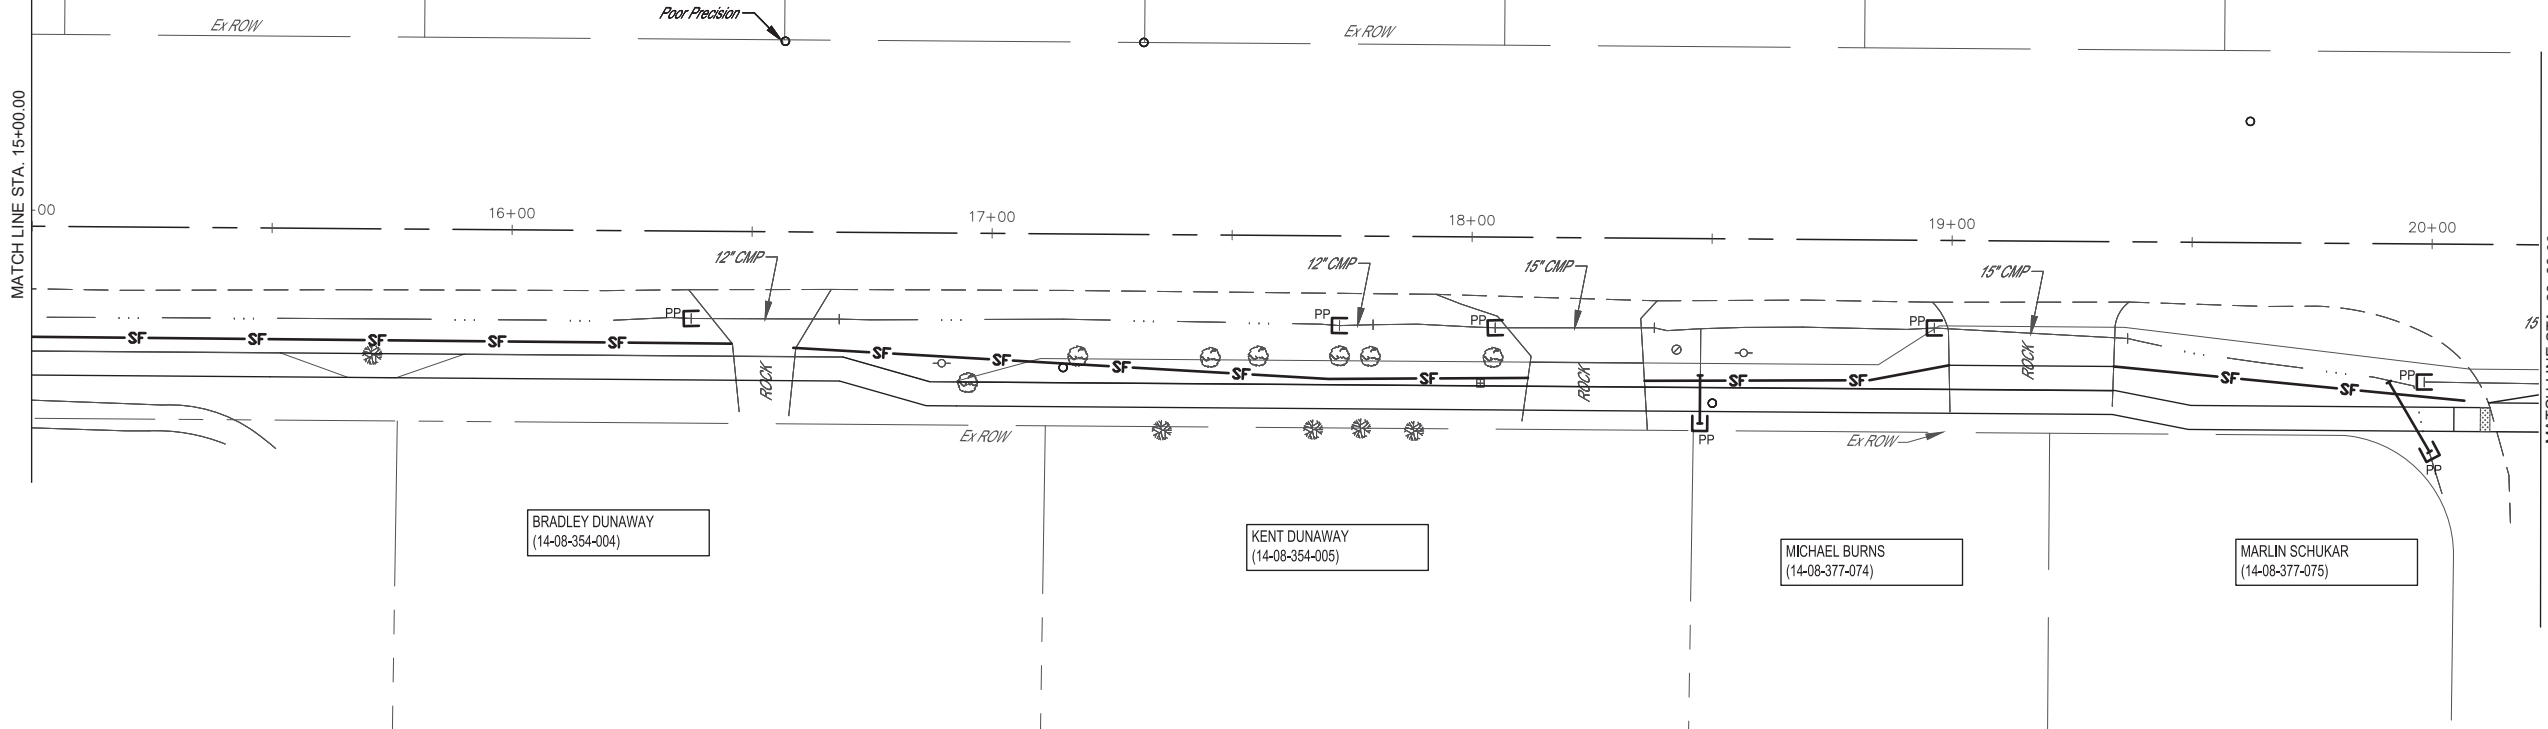 Poor Precision
Ex ROW
Ex ROW
MATCH LINE STA. 15+00.00
+00
16+00
17+00
18+00
19+00
20+00
12" CMP
12" CMP
15" CMP
15" CMP
15
PP
PP
PP
PP
PP
SF SF SF SF SF
SF SF SF SF SF
SF SF
SF SF
ROCK
ROCK
ROCK
Ex ROW
Ex ROW
PP
PP
BRADLEY DUNAWAY
(14-08-354-004)
KENT DUNAWAY
(14-08-354-005)
MICHAEL BURNS
(14-08-377-074)
MARLIN SCHUKAR
(14-08-377-075)